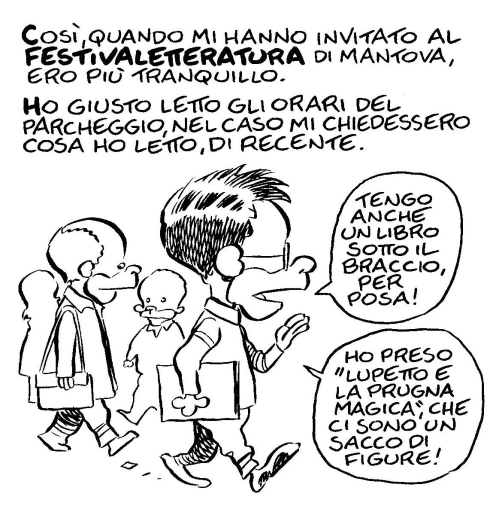 COSÌ, QUANDO MI HANNO INVITATO AL
FESTIVALETTERATURA DI MANTOVA,
ERO PIÙ TRANQUILLO.
HO GIUSTO LETTO GLI ORARI DEL
PARCHEGGIO, NEL CASO MI CHIEDESSERO
COSA HO LETTO, DI RECENTE.
TENGO
ANCHE
UN LIBRO
SOTTO IL
BRACCIO,
PER
POSA!
HO PRESO
"LUPETTO E
LA PRUGNA
MAGICA", CHE
CI SONO UN
SACCO DI
FIGURE!